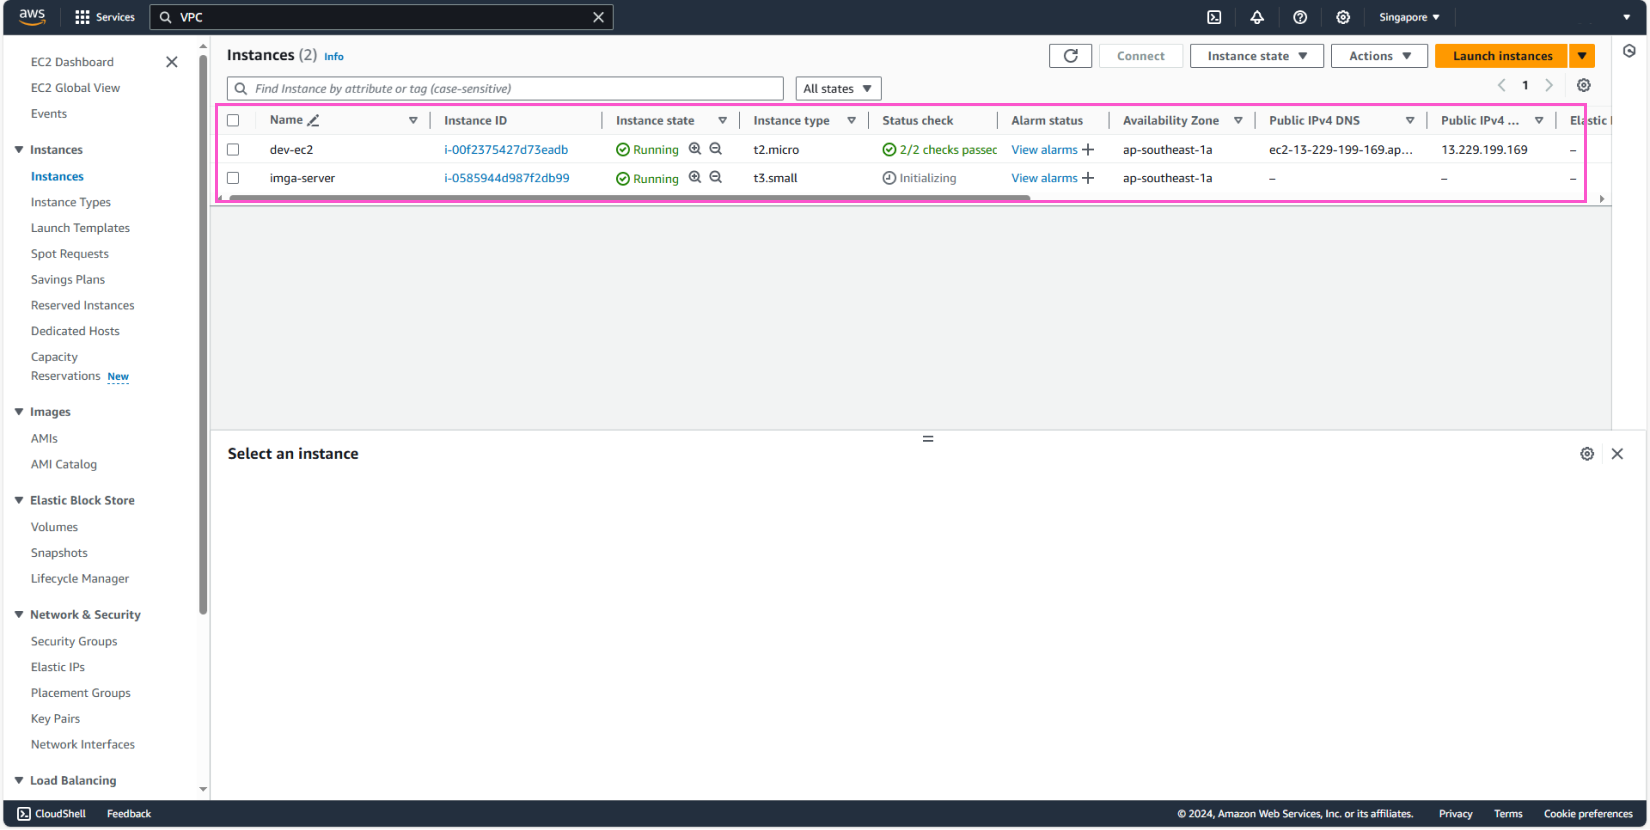 aws Services VPC Singapore
EC2 Dashboard
EC2 Global View
Events
Instances
Instances
Instance Types
Launch Templates
Spot Requests
Savings Plans
Reserved Instances
Dedicated Hosts
Capacity
Reservations New
Images
AMIs
AMI Catalog
Elastic Block Store
Volumes
Snapshots
Lifecycle Manager
Network & Security
Security Groups
Elastic IPs
Placement Groups
Key Pairs
Network Interfaces
Load Balancing
Instances (2) Info
Connect Instance state Actions Launch instances
Find Instance by attribute or tag (case-sensitive) All states 1
Name Instance ID Instance state Instance type Status check Alarm status Availability Zone Public IPv4 DNS Public IPv4 ... Elastic I
dev-ec2 i-00f2375427d73eadb Running t2.micro 2/2 checks passec View alarms + ap-southeast-1a ec2-13-229-199-169.ap... 13.229.199.169 –
imga-server i-0585944d987f2db99 Running t3.small Initializing View alarms + ap-southeast-1a – – –
Select an instance
CloudShell Feedback © 2024, Amazon Web Services, Inc. or its affiliates. Privacy Terms Cookie preferences